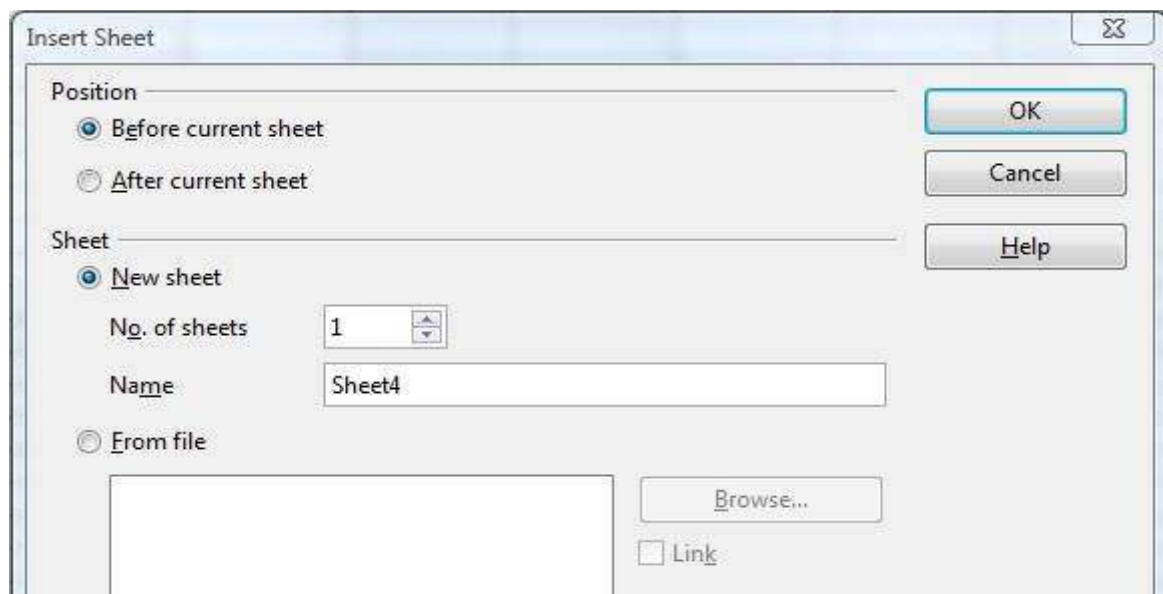 Insert Sheet
Position
Before current sheet
After current sheet
OK
Cancel
Help
Sheet
New sheet
No. of sheets 1
Name Sheet4
From file
Browse...
Link